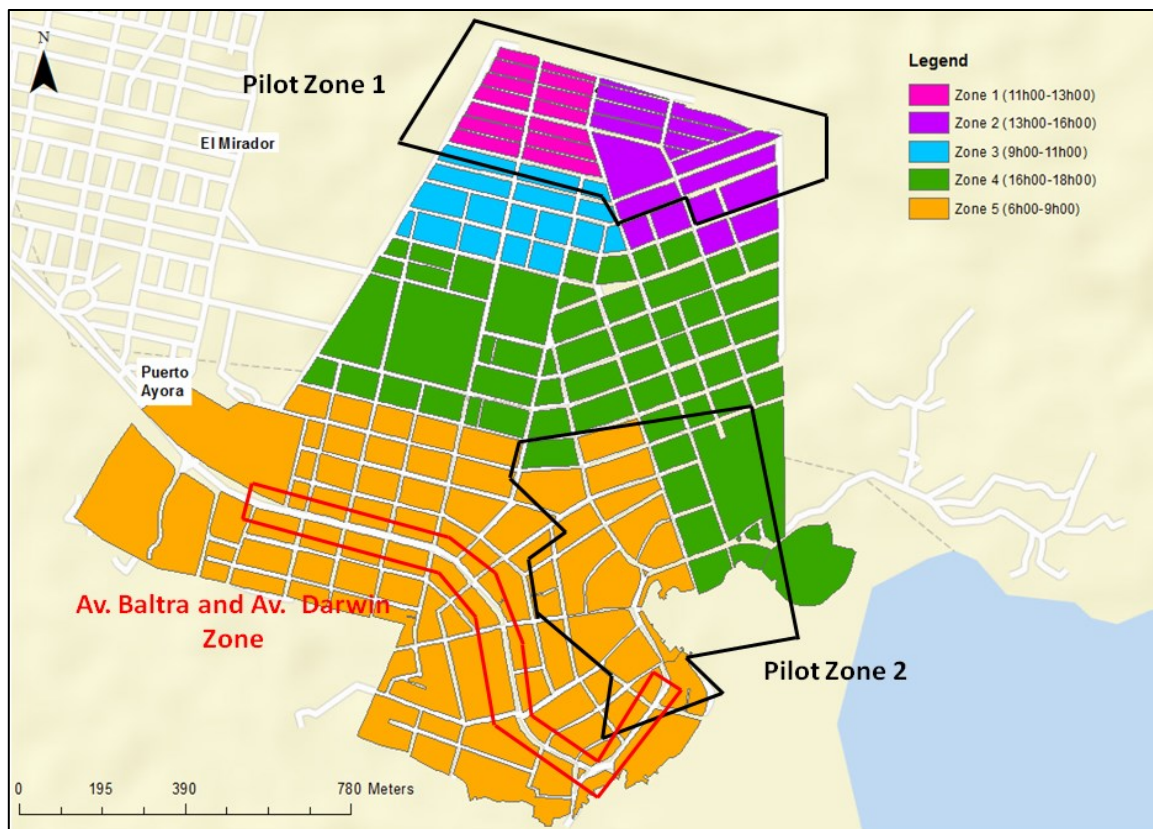 N
Pilot Zone 1
El Mirador
Legend
Zone 1 (11h00-13h00)
Zone 2 (13h00-16h00)
Zone 3 (9h00-11h00)
Zone 4 (16h00-18h00)
Zone 5 (6h00-9h00)
Puerto
Ayora
Av. Baltra and Av. Darwin
Zone
Pilot Zone 2
0 195 390 780 Meters